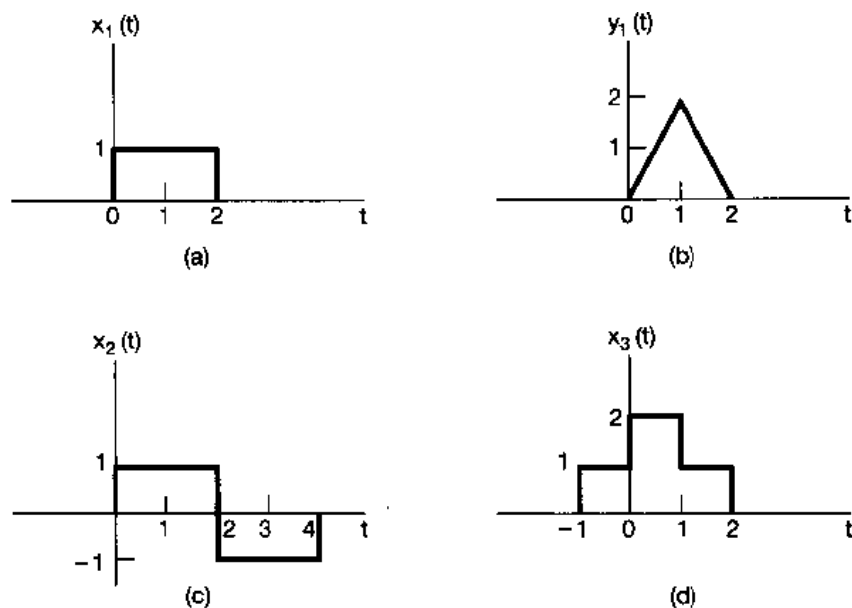 x₁ (t)
1
0 1 2 t
(a)
y₁ (t)
2
1
0 1 2 t
(b)
x₂ (t)
1
1 2 3 4 t
−1
(c)
x₃ (t)
2
1
−1 0 1 2 t
(d)